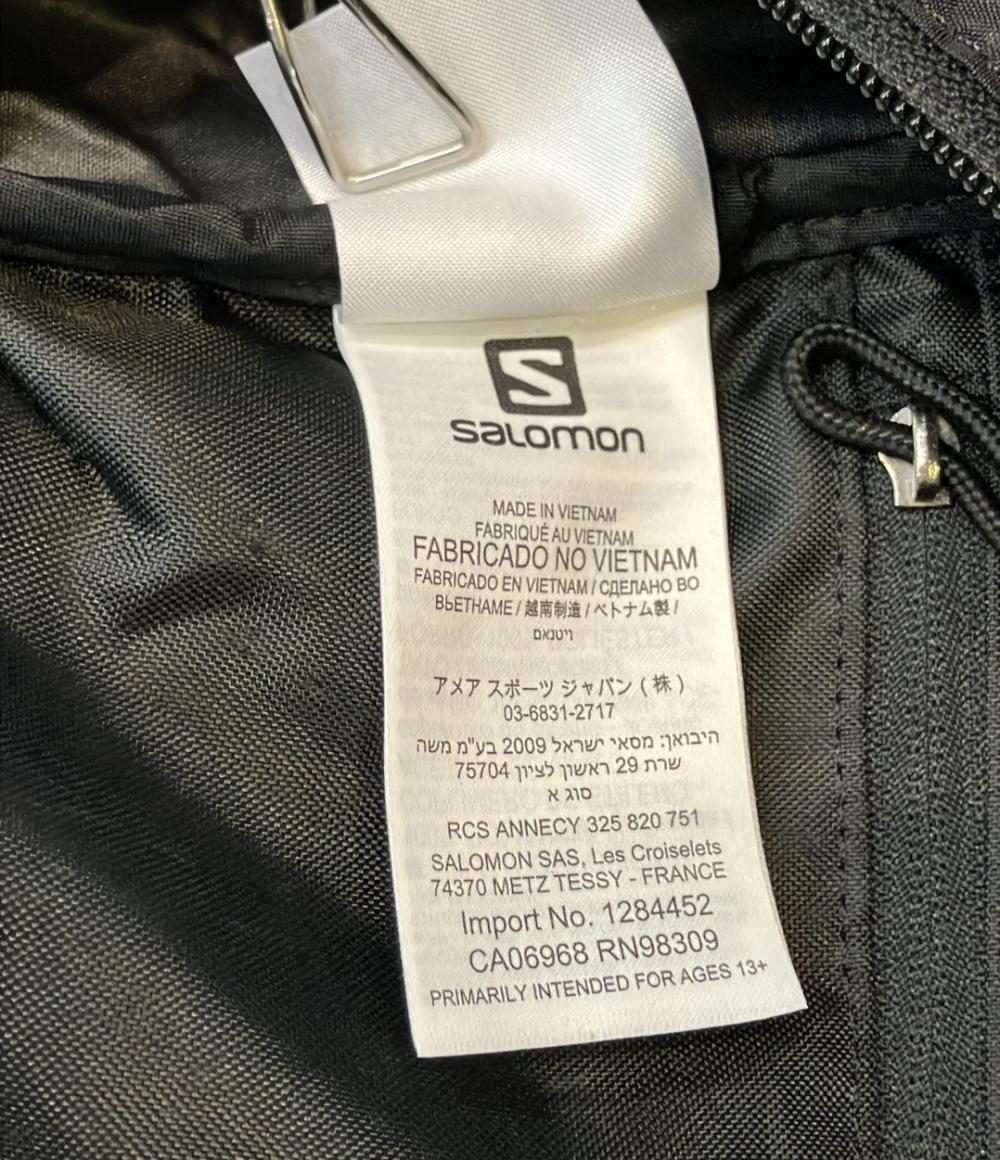 S
salomon
MADE IN VIETNAM
FABRIQUÉ AU VIETNAM
FABRICADO NO VIETNAM
FABRICADO EN VIETNAM / СДЕЛАНО ВО
ВЬЕТНАМЕ / 越南制造 / ベトナム製 /
ויטנאם
アメア スポーツ ジャパン ( 株 )
03-6831-2717
היבואן: מסאי ישראל 2009 בע"מ משה
שרת 29 ראשון לציון 75704
סוג א
RCS ANNECY 325 820 751
SALOMON SAS, Les Croiselets
74370 METZ TESSY - FRANCE
Import No. 1284452
CA06968 RN98309
PRIMARILY INTENDED FOR AGES 13+